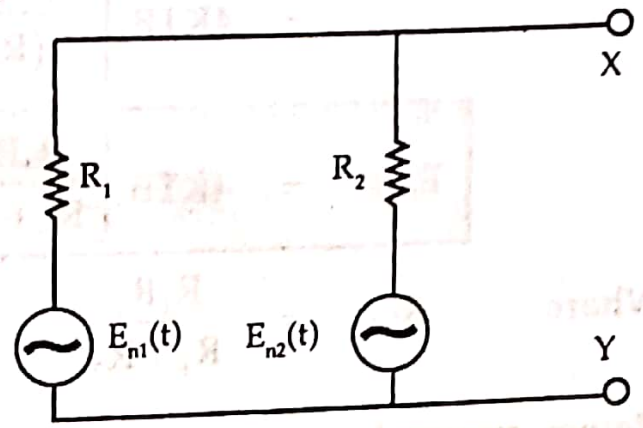 X
R₁
R₂
Eₙ₁(t)
Eₙ₂(t)
Y